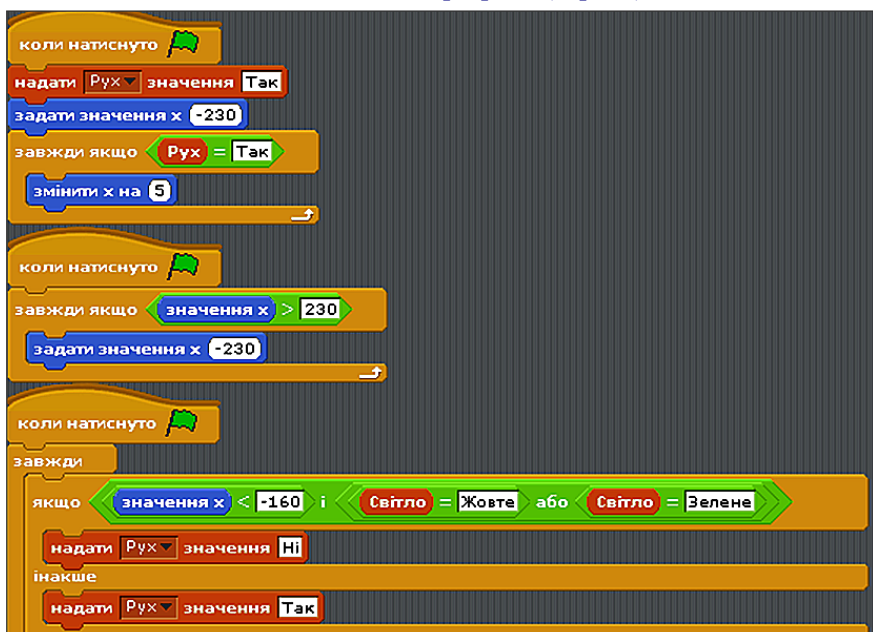 коли натиснуто
надати Рух значення Так
задати значення x -230
завжди якщо Рух = Так
змінити x на 5
коли натиснуто
завжди якщо значення x > 230
задати значення x -230
коли натиснуто
завжди
якщо значення x < -160 і Світло = Жовте або Світло = Зелене
надати Рух значення Ні
інакше
надати Рух значення Так